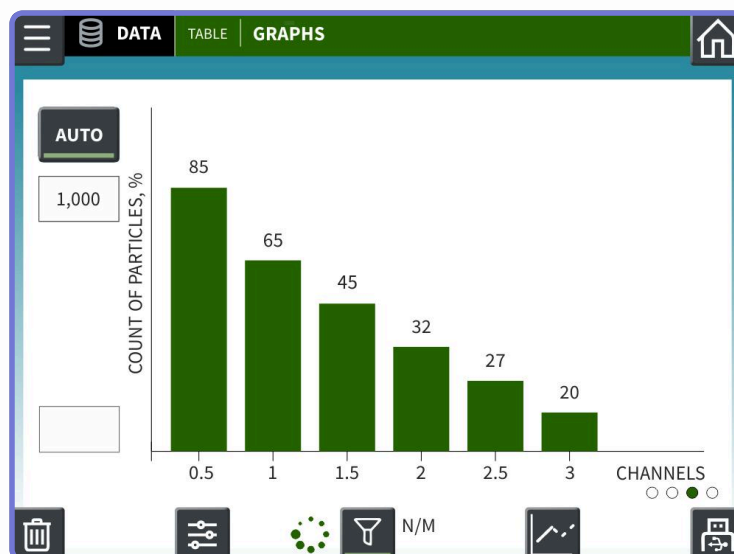 DATA
TABLE
GRAPHS
AUTO
1,000
COUNT OF PARTICLES, %
85
65
45
32
27
20
0.5 1 1.5 2 2.5 3 CHANNELS
N/M